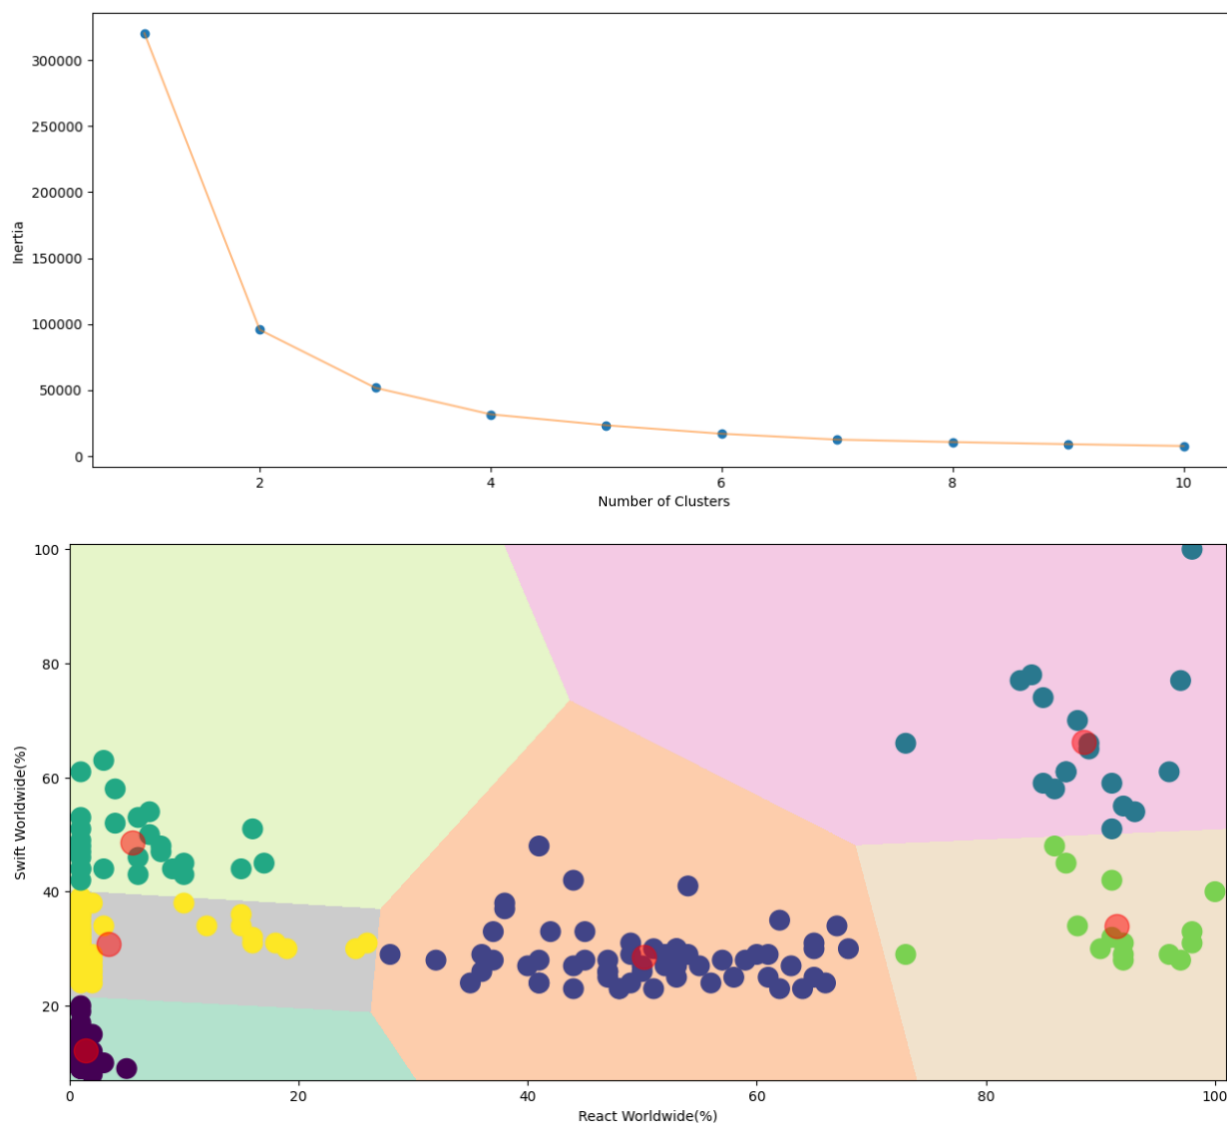 300000
250000
200000
150000
100000
50000
0
Inertia
2 4 6 8 10
Number of Clusters
100
80
60
40
20
Swift Worldwide(%)
0 20 40 60 80 100
React Worldwide(%)